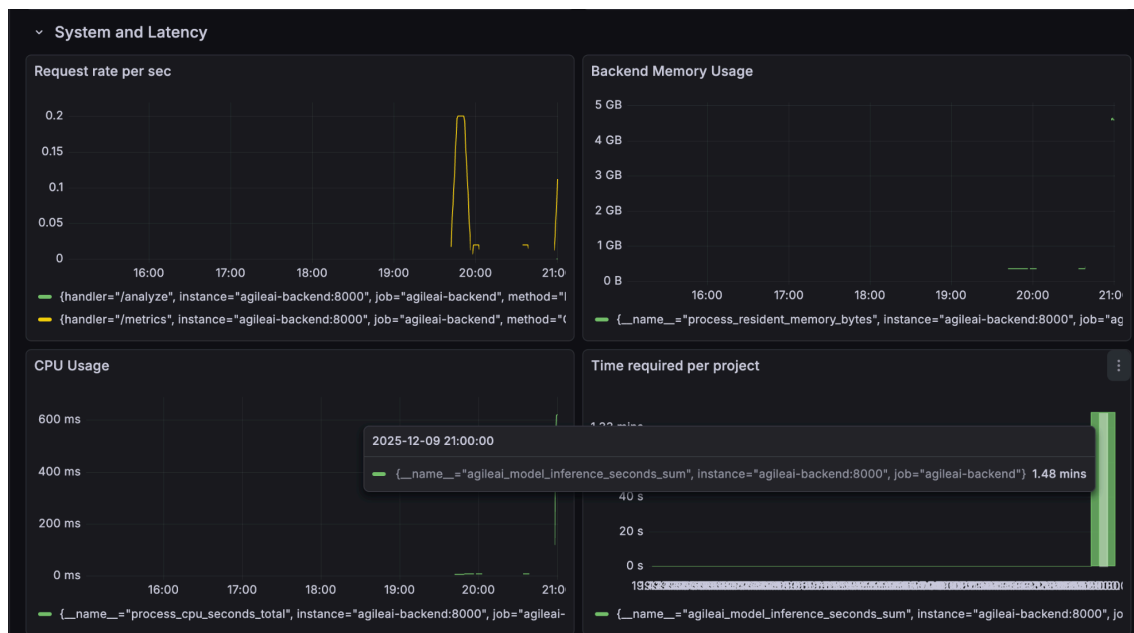 System and Latency
Request rate per sec
0.2
0.15
0.1
0.05
0
16:00 17:00 18:00 19:00 20:00 21:0
{handler="/analyze", instance="agileai-backend:8000", job="agileai-backend", method="
{handler="/metrics", instance="agileai-backend:8000", job="agileai-backend", method="
Backend Memory Usage
5 GB
4 GB
3 GB
2 GB
1 GB
0 B
16:00 17:00 18:00 19:00 20:00 21:0
{__name__="process_resident_memory_bytes", instance="agileai-backend:8000", job="ag
CPU Usage
600 ms
400 ms
200 ms
0 ms
16:00 17:00 18:00 19:00 20:00 21:00
{__name__="process_cpu_seconds_total", instance="agileai-backend:8000", job="agileai-
Time required per project
2025-12-09 21:00:00
{__name__="agileai_model_inference_seconds_sum", instance="agileai-backend:8000", job="agileai-backend"} 1.48 mins
40 s
20 s
0 s
{__name__="agileai_model_inference_seconds_sum", instance="agileai-backend:8000", jo